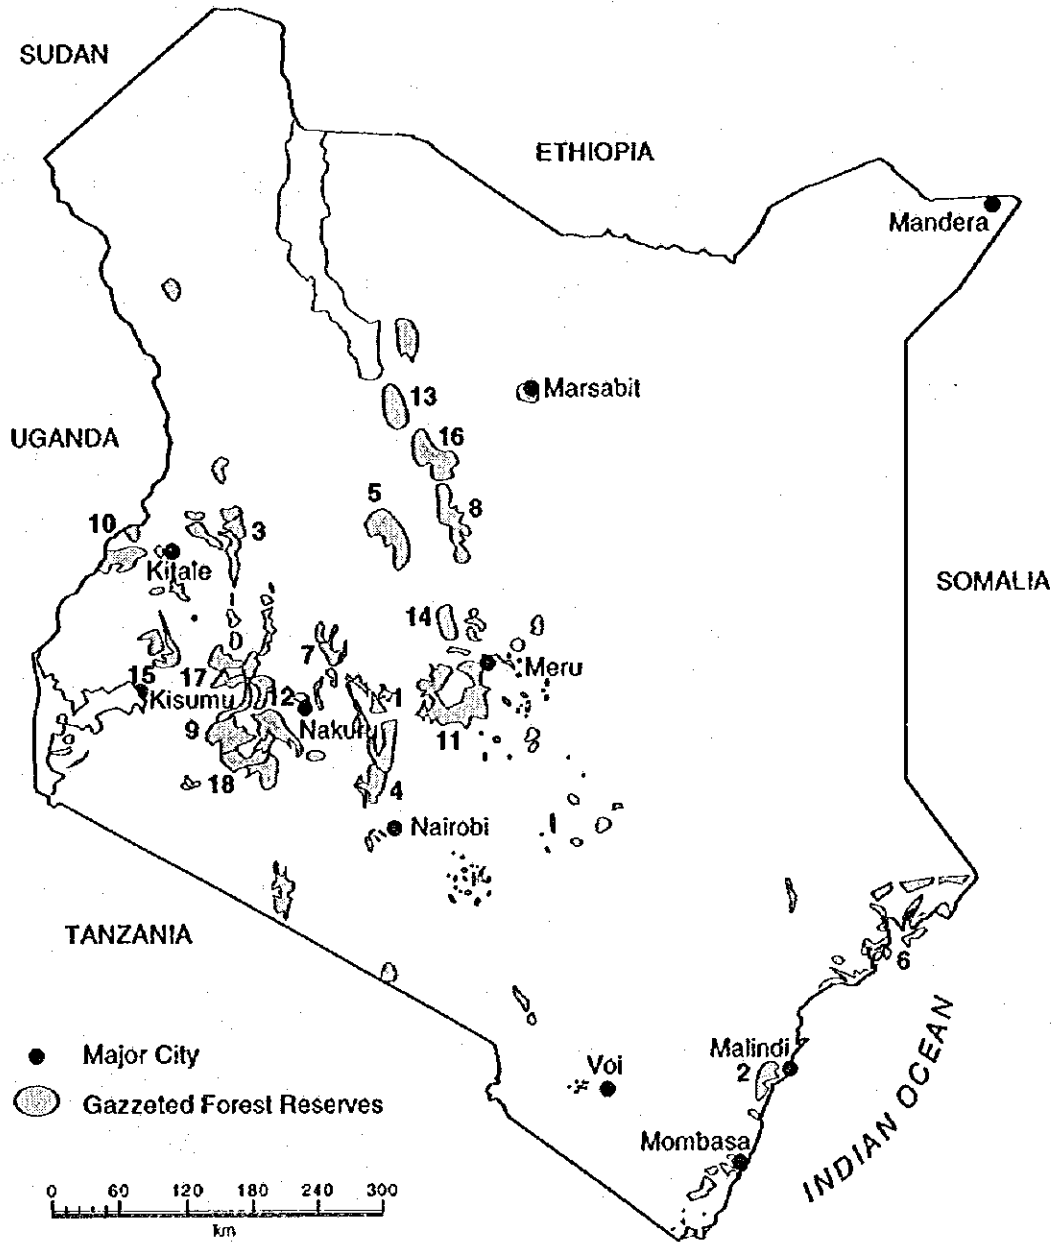 SUDAN
ETHIOPIA
Mandera
13
Marsabit
16
UGANDA
5
8
10
3
Kitale
SOMALIA
14
7
Meru
15
17
Kisumu
12
1
9
Nakuru
11
18
4
Nairobi
TANZANIA
6
Major City
Voi
Malindi
2
Gazzeted Forest Reserves
Mombasa
INDIAN OCEAN
0 60 120 180 240 300
km